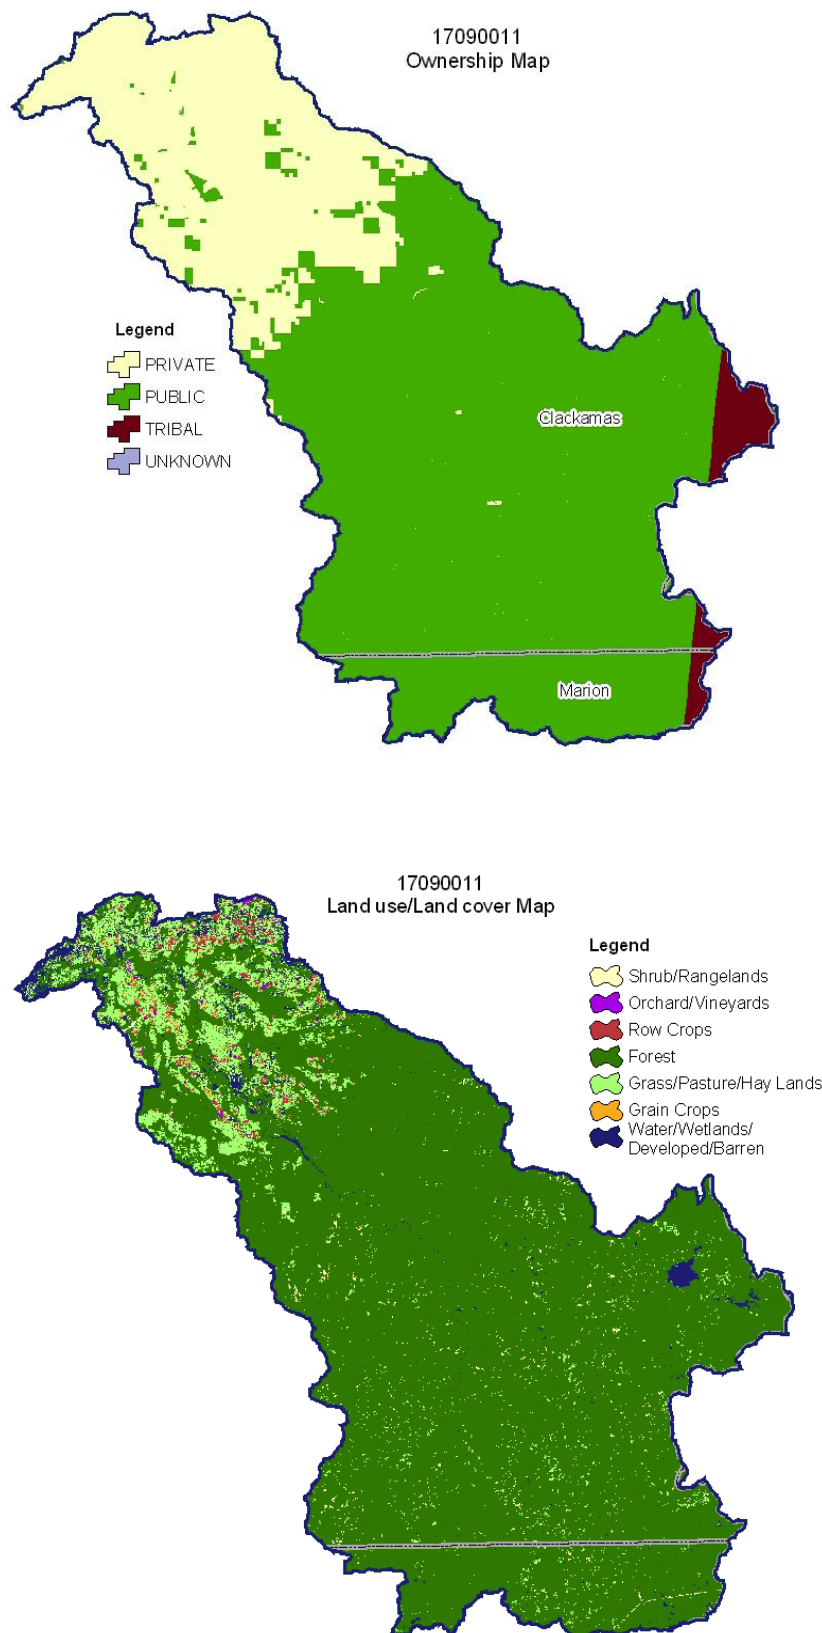 17090011
Ownership Map
Legend
PRIVATE
PUBLIC
TRIBAL
UNKNOWN
Clackamas
Marion
17090011
Land use/Land cover Map
Legend
Shrub/Rangelands
Orchard/Vineyards
Row Crops
Forest
Grass/Pasture/Hay Lands
Grain Crops
Water/Wetlands/
Developed/Barren